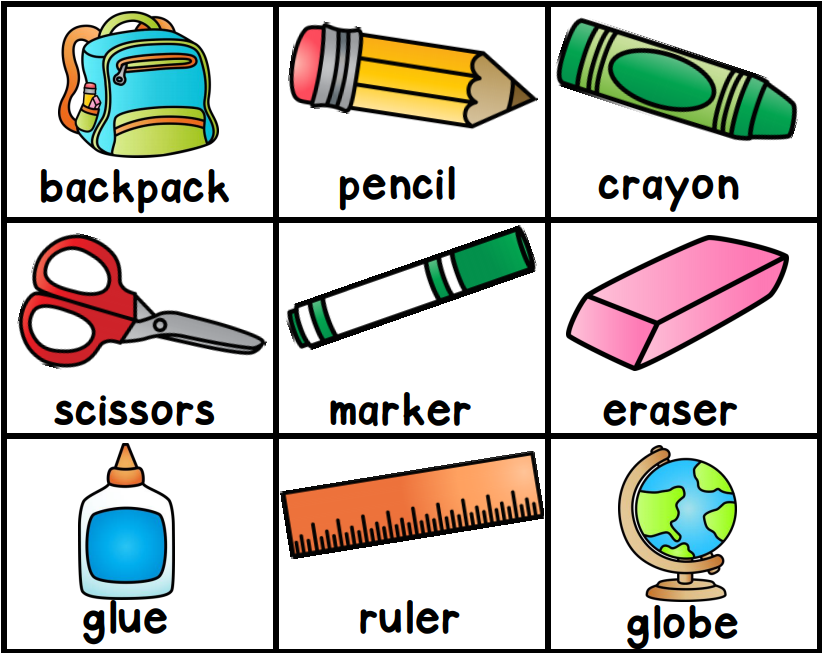 backpack
pencil
crayon
scissors
marker
eraser
glue
ruler
globe